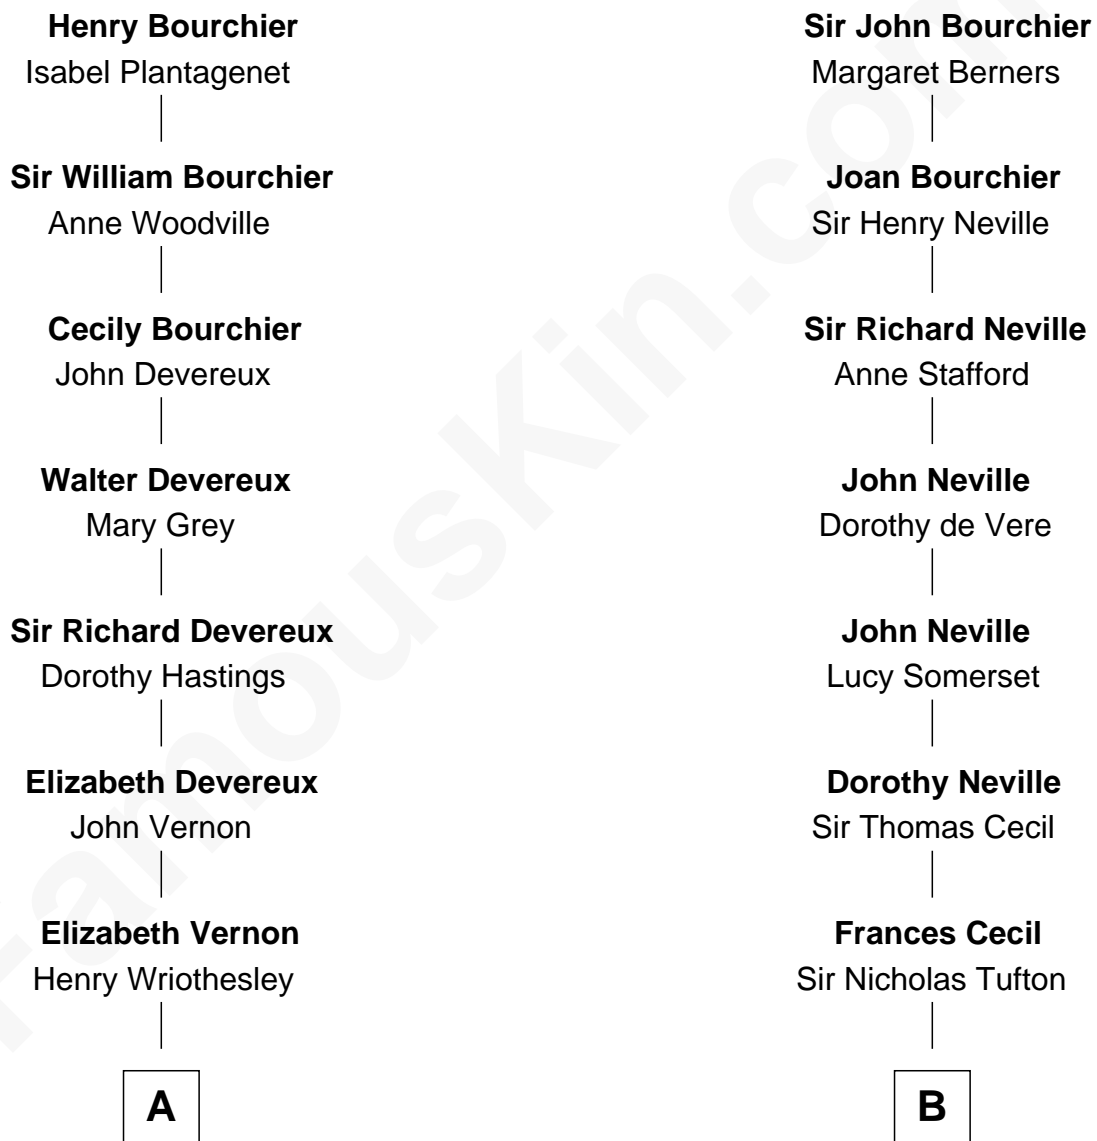 Henry Bourchier
Isabel Plantagenet
Sir William Bourchier
Anne Woodville
Cecily Bourchier
John Devereux
Walter Devereux
Mary Grey
Sir Richard Devereux
Dorothy Hastings
Elizabeth Devereux
John Vernon
Elizabeth Vernon
Henry Wriothesley
A
Sir John Bourchier
Margaret Berners
Joan Bourchier
Sir Henry Neville
Sir Richard Neville
Anne Stafford
John Neville
Dorothy de Vere
John Neville
Lucy Somerset
Dorothy Neville
Sir Thomas Cecil
Frances Cecil
Sir Nicholas Tufton
B
FamousKin.com